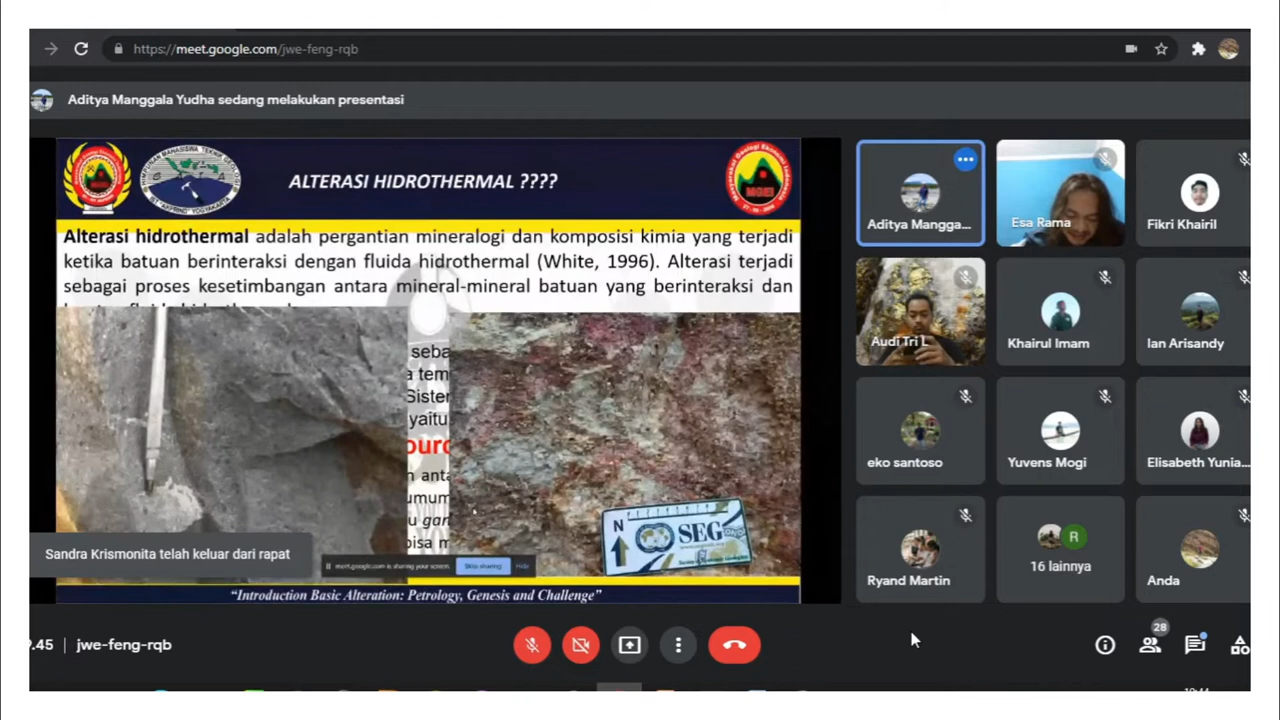 https://meet.google.com/jwe-feng-rqb
Aditya Manggala Yudha sedang melakukan presentasi
ALTERASI HIDROTHERMAL ????
MGEI
Alterasi hidrothermal adalah pergantian mineralogi dan komposisi kimia yang terjadi
ketika batuan berinteraksi dengan fluida hidrothermal (White, 1996). Alterasi terjadi
sebagai proses kesetimbangan antara mineral-mineral batuan yang berinteraksi dan
seba
a tem
Sister
yaitu
ourc
n anta
umum
u gan
bisa m
N
SEG
Sandra Krismonita telah keluar dari rapat
meet.google.com is sharing your screen.
Stop sharing
Hide
"Introduction Basic Alteration: Petrology, Genesis and Challenge"
Aditya Mangga...
Esa Rama
Fikri Khairil
Audi Tri L
Khairul Imam
Ian Arisandy
eko santoso
Yuvens Mogi
Elisabeth Yunia...
Ryand Martin
R
16 lainnya
Anda
9.45 | jwe-feng-rqb
28